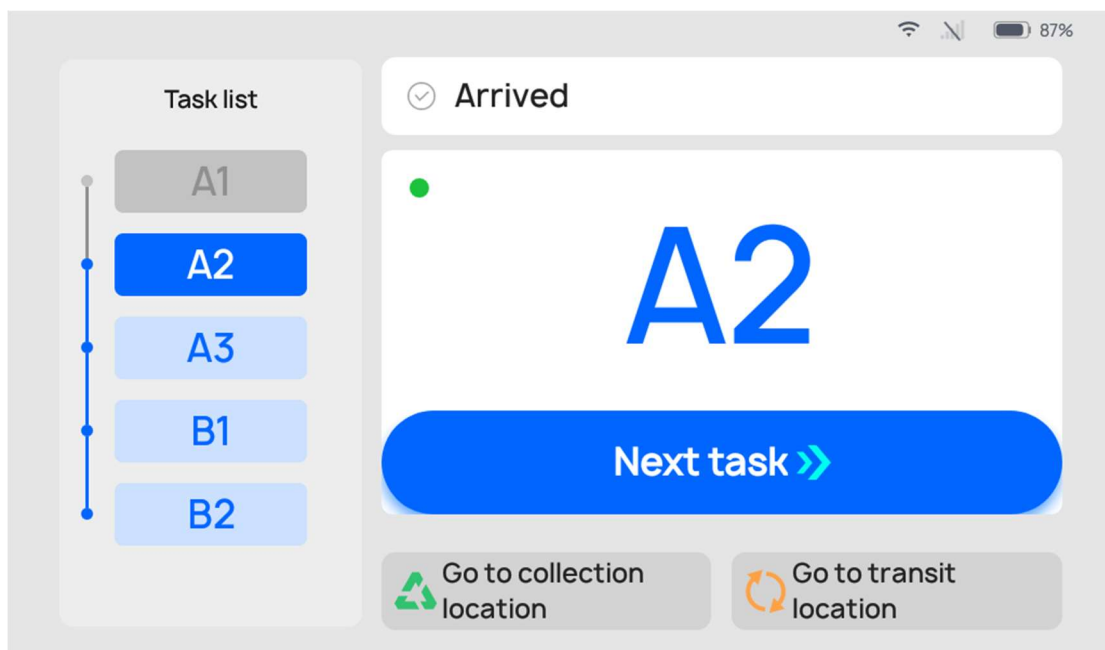 87%
Task list
A1
A2
A3
B1
B2
Arrived
A2
Next task
Go to collection
location
Go to transit
location